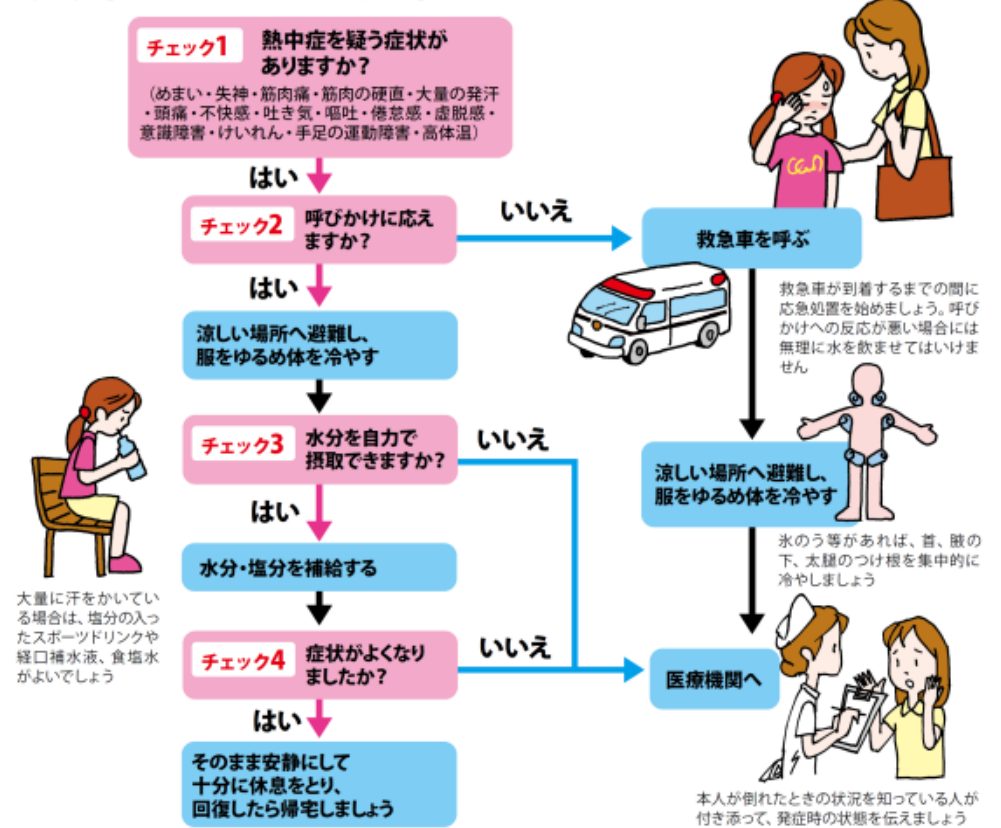 チェック1
熱中症を疑う症状が
ありますか？
（めまい・失神・筋肉痛・筋肉の硬直・大量の発汗
・頭痛・不快感・吐き気・嘔吐・倦怠感・虚脱感・
意識障害・けいれん・手足の運動障害・高体温）
はい
チェック2
呼びかけに応え
ますか？
いいえ
救急車を呼ぶ
救急車が到着するまでの間に
応急処置を始めましょう。呼び
かけへの反応が悪い場合には
無理に水を飲ませてはいけま
せん
はい
涼しい場所へ避難し、
服をゆるめ体を冷やす
チェック3
水分を自力で
摂取できますか？
いいえ
涼しい場所へ避難し、
服をゆるめ体を冷やす
氷のう等があれば、首、腋の
下、太腿のつけ根を集中的に
冷やしましょう
はい
水分・塩分を補給する
大量に汗をかいてい
る場合は、塩分の入っ
たスポーツドリンクや
経口補水液、食塩水
がよいでしょう
チェック4
症状がよくなり
ましたか？
いいえ
医療機関へ
本人が倒れたときの状況を知っている人が
付き添って、発症時の状態を伝えましょう
はい
そのまま安静にして
十分に休息をとり、
回復したら帰宅しましょう